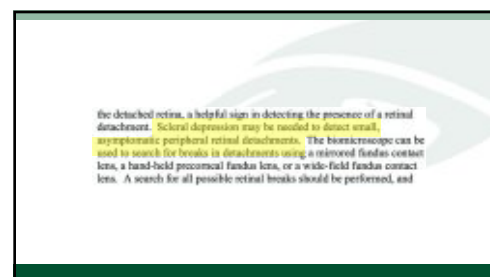 the detached retina, a helpful sign in detecting the presence of a retinal
detachment. Scleral depression may be needed to detect small,
asymptomatic peripheral retinal detachments. The biomicroscope can be
used to search for breaks in detachments using a mirrored fundus contact
lens, a hand-held precorneal fundus lens, or a wide-field fundus contact
lens. A search for all possible retinal breaks should be performed, and